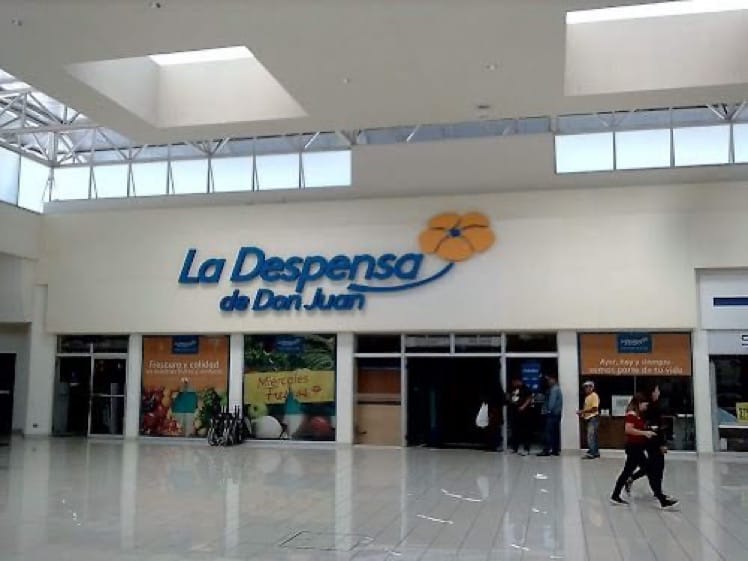 La Despensa
de Don Juan
Frescura y calidad
Miércoles
Ayer, hoy y siempre
somos parte de tu vida